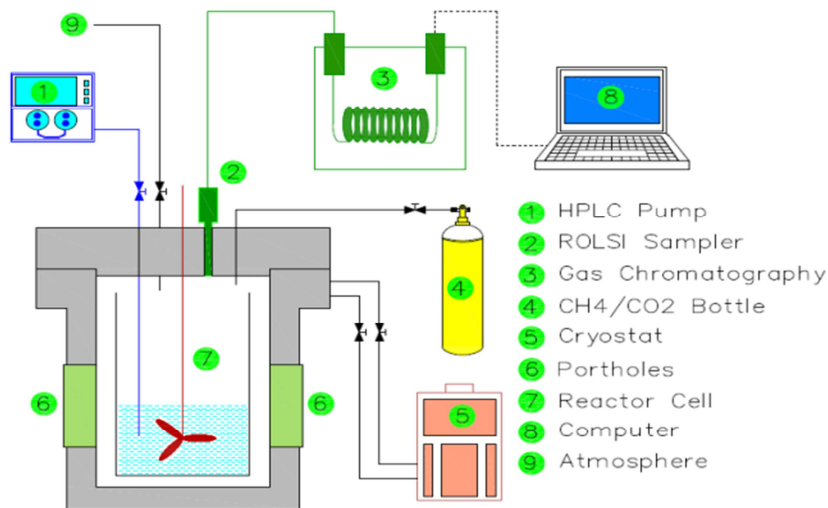 9
1
3
8
2
4
7
6
6
5
1 HPLC Pump
2 ROLSI Sampler
3 Gas Chromatography
4 CH4/CO2 Bottle
5 Cryostat
6 Portholes
7 Reactor Cell
8 Computer
9 Atmosphere